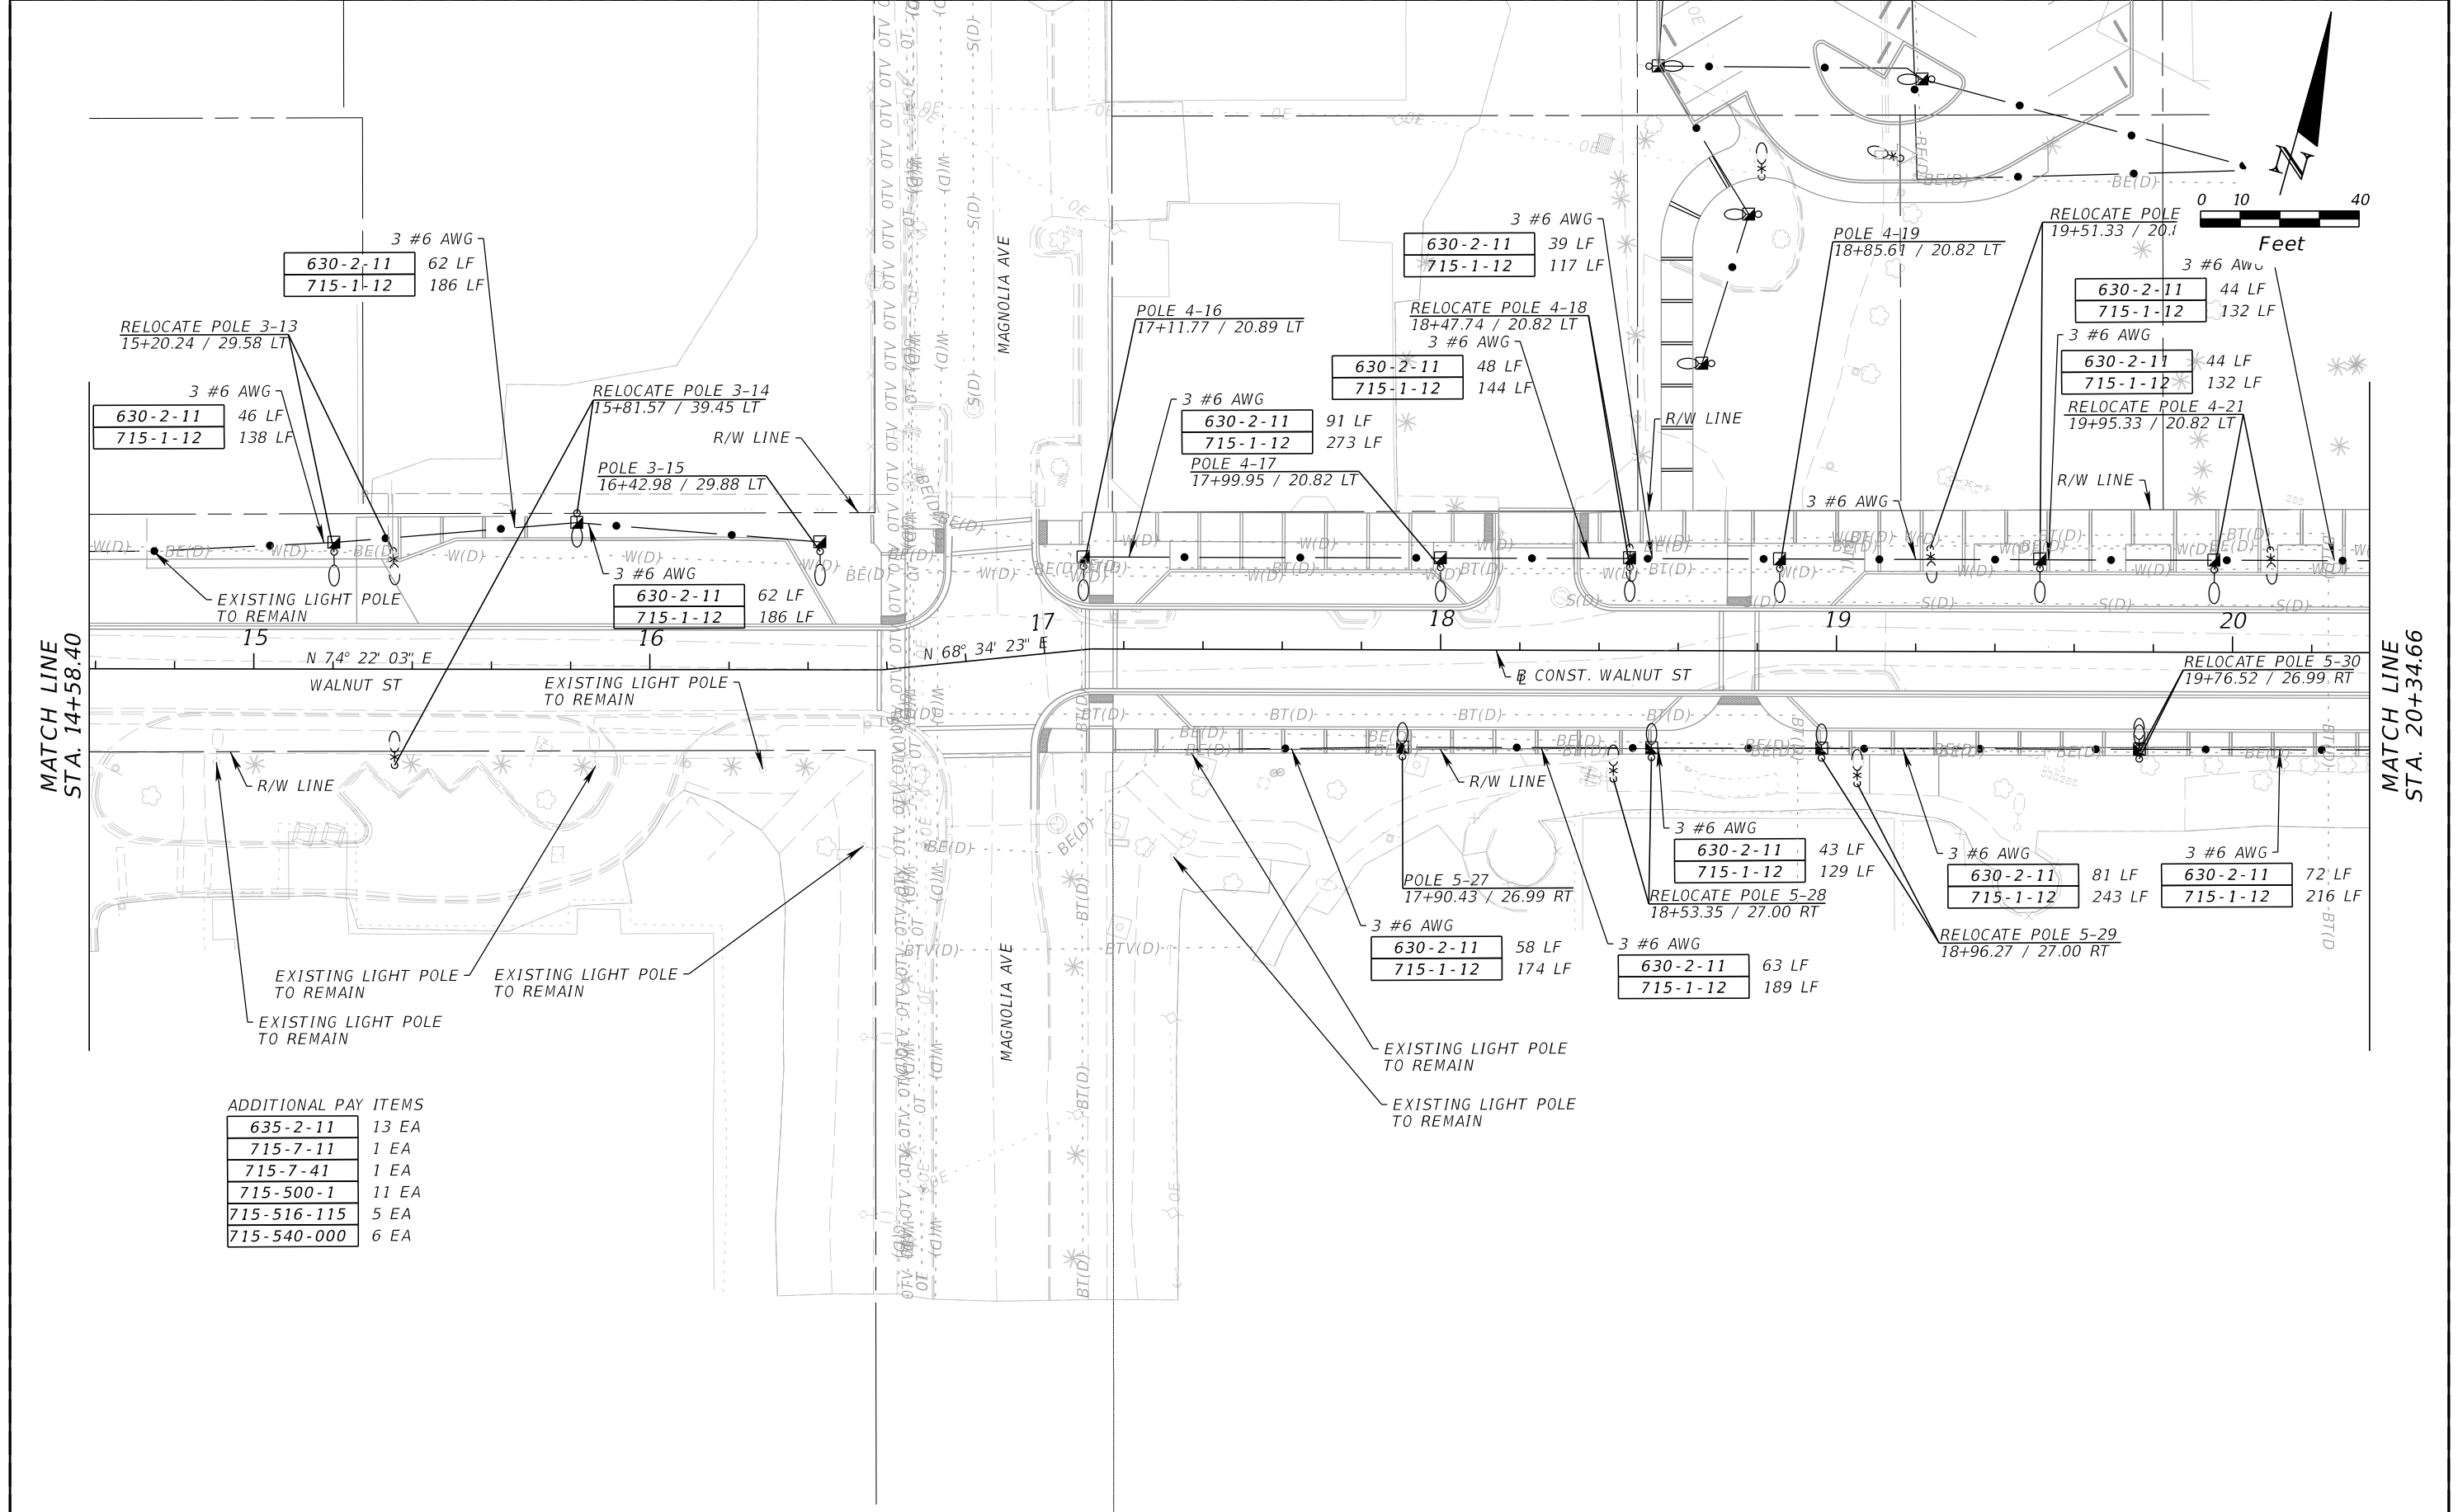 0 10 40
Feet
N
MATCH LINE
STA. 14+58.40
3 #6 AWG
630-2-11 62 LF
715-1-12 186 LF
RELOCATE POLE 3-13
15+20.24 / 29.58 LT
3 #6 AWG
630-2-11 46 LF
715-1-12 138 LF
RELOCATE POLE 3-14
15+81.57 / 39.45 LT
R/W LINE
POLE 3-15
16+42.98 / 29.88 LT
3 #6 AWG
630-2-11 62 LF
715-1-12 186 LF
EXISTING LIGHT POLE
TO REMAIN
MAGNOLIA AVE
POLE 4-16
17+11.77 / 20.89 LT
3 #6 AWG
630-2-11 91 LF
715-1-12 273 LF
POLE 4-17
17+99.95 / 20.82 LT
3 #6 AWG
630-2-11 39 LF
715-1-12 117 LF
RELOCATE POLE 4-18
18+47.74 / 20.82 LT
3 #6 AWG
630-2-11 48 LF
715-1-12 144 LF
R/W LINE
POLE 4-19
18+85.61 / 20.82 LT
RELOCATE POLE
19+51.33 / 20.8
3 #6 AWG
630-2-11 44 LF
715-1-12 132 LF
3 #6 AWG
630-2-11 44 LF
715-1-12 132 LF
RELOCATE POLE 4-21
19+95.33 / 20.82 LT
R/W LINE
3 #6 AWG
15 16 17 18 19 20
N 74° 22' 03" E
N 68° 34' 23" E
WALNUT ST
B CONST. WALNUT ST
EXISTING LIGHT POLE
TO REMAIN
R/W LINE
EXISTING LIGHT POLE
TO REMAIN
EXISTING LIGHT POLE
TO REMAIN
EXISTING LIGHT POLE
TO REMAIN
MAGNOLIA AVE
RELOCATE POLE 5-30
19+76.52 / 26.99 RT
R/W LINE
POLE 5-27
17+90.43 / 26.99 RT
3 #6 AWG
630-2-11 58 LF
715-1-12 174 LF
3 #6 AWG
630-2-11 43 LF
715-1-12 129 LF
RELOCATE POLE 5-28
18+53.35 / 27.00 RT
3 #6 AWG
630-2-11 63 LF
715-1-12 189 LF
3 #6 AWG
630-2-11 81 LF
715-1-12 243 LF
3 #6 AWG
630-2-11 72 LF
715-1-12 216 LF
RELOCATE POLE 5-29
18+96.27 / 27.00 RT
EXISTING LIGHT POLE
TO REMAIN
EXISTING LIGHT POLE
TO REMAIN
MATCH LINE
STA. 20+34.66
ADDITIONAL PAY ITEMS
635-2-11 13 EA
715-7-11 1 EA
715-7-41 1 EA
715-500-1 11 EA
715-516-115 5 EA
715-540-000 6 EA